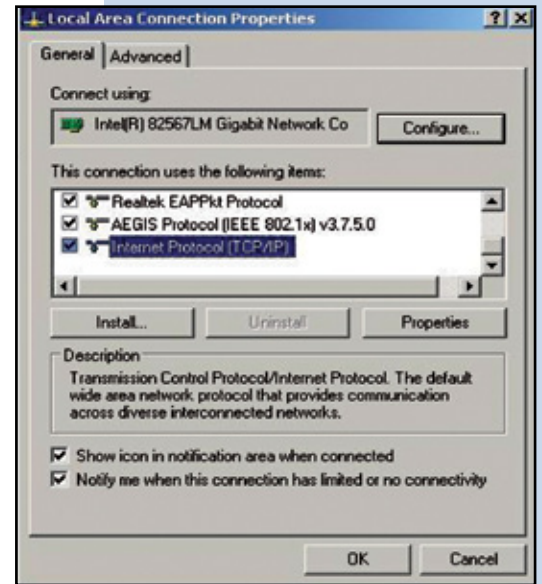 Local Area Connection Properties
General Advanced
Connect using:
Intel(R) 82567LM Gigabit Network Co Configure...
This connection uses the following items:
Realtek EAPPkt Protocol
AEGIS Protocol (IEEE 802.1x) v3.7.5.0
Internet Protocol (TCP/IP)
Install... Uninstall Properties
Description
Transmission Control Protocol/Internet Protocol. The default
wide area network protocol that provides communication
across diverse interconnected networks.
Show icon in notification area when connected
Notify me when this connection has limited or no connectivity
OK Cancel